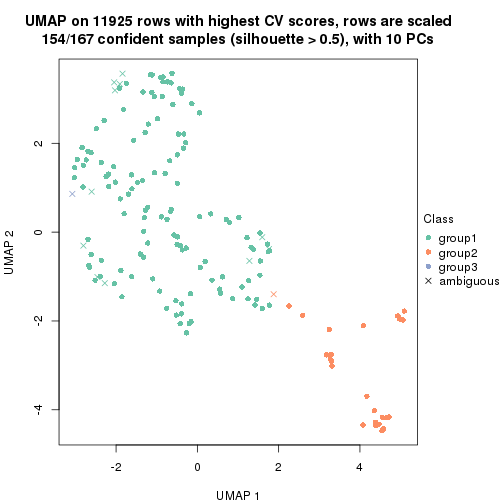 UMAP on 11925 rows with highest CV scores, rows are scaled
154/167 confident samples (silhouette > 0.5), with 10 PCs
2
0
-2
-4
UMAP 2
-2
0
2
4
UMAP 1
Class
group1
group2
group3
ambiguous